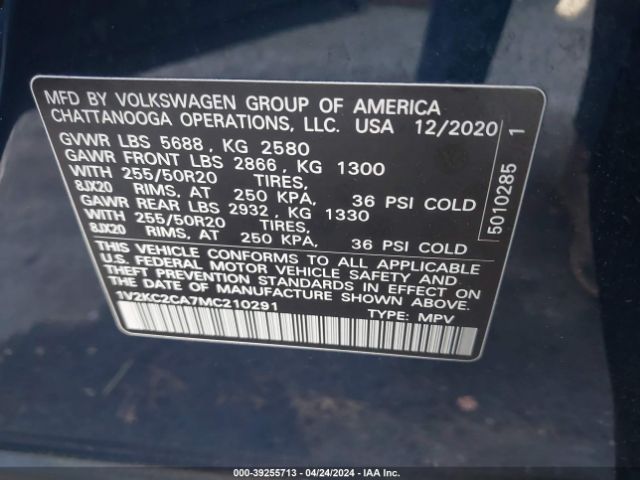 MFD BY VOLKSWAGEN GROUP OF AMERICA
CHATTANOOGA OPERATIONS, LLC. USA 12/2020
GVWR LBS 5688 , KG 2580
GAWR FRONT LBS 2866 , KG 1300
WITH 255/50R20 TIRES,
8JX20 RIMS, AT 250 KPA, 36 PSI COLD
GAWR REAR LBS 2932 , KG 1330
WITH 255/50R20 TIRES,
8JX20 RIMS, AT 250 KPA, 36 PSI COLD
THIS VEHICLE CONFORMS TO ALL APPLICABLE
U.S. FEDERAL MOTOR VEHICLE SAFETY AND
THEFT PREVENTION STANDARDS IN EFFECT ON
THE DATE OF MANUFACTURE SHOWN ABOVE.
1V2KC2CA7MC210291
TYPE: MPV
5010285 1
000-39255713 - 04/24/2024 - IAA Inc.